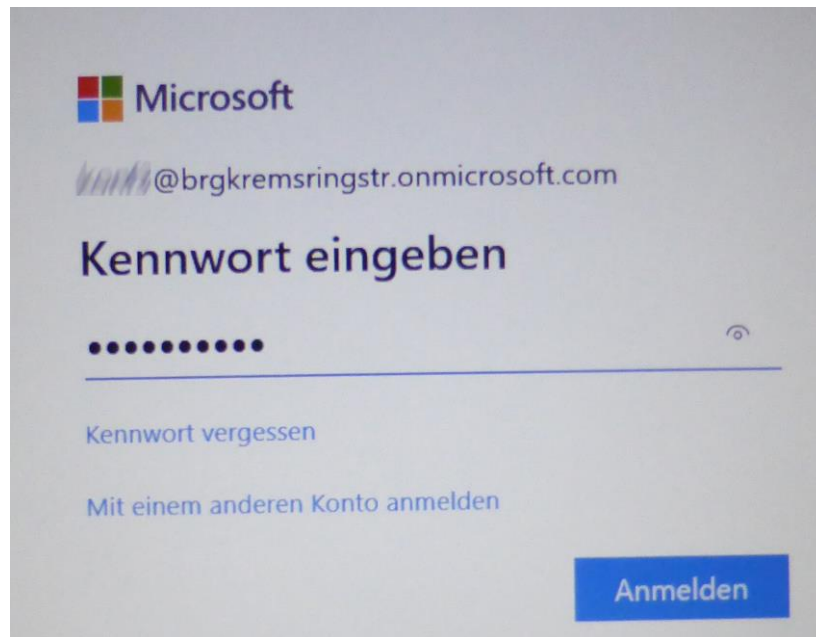 Microsoft
@brgkremsringstr.onmicrosoft.com
Kennwort eingeben
••••••••••
Kennwort vergessen
Mit einem anderen Konto anmelden
Anmelden